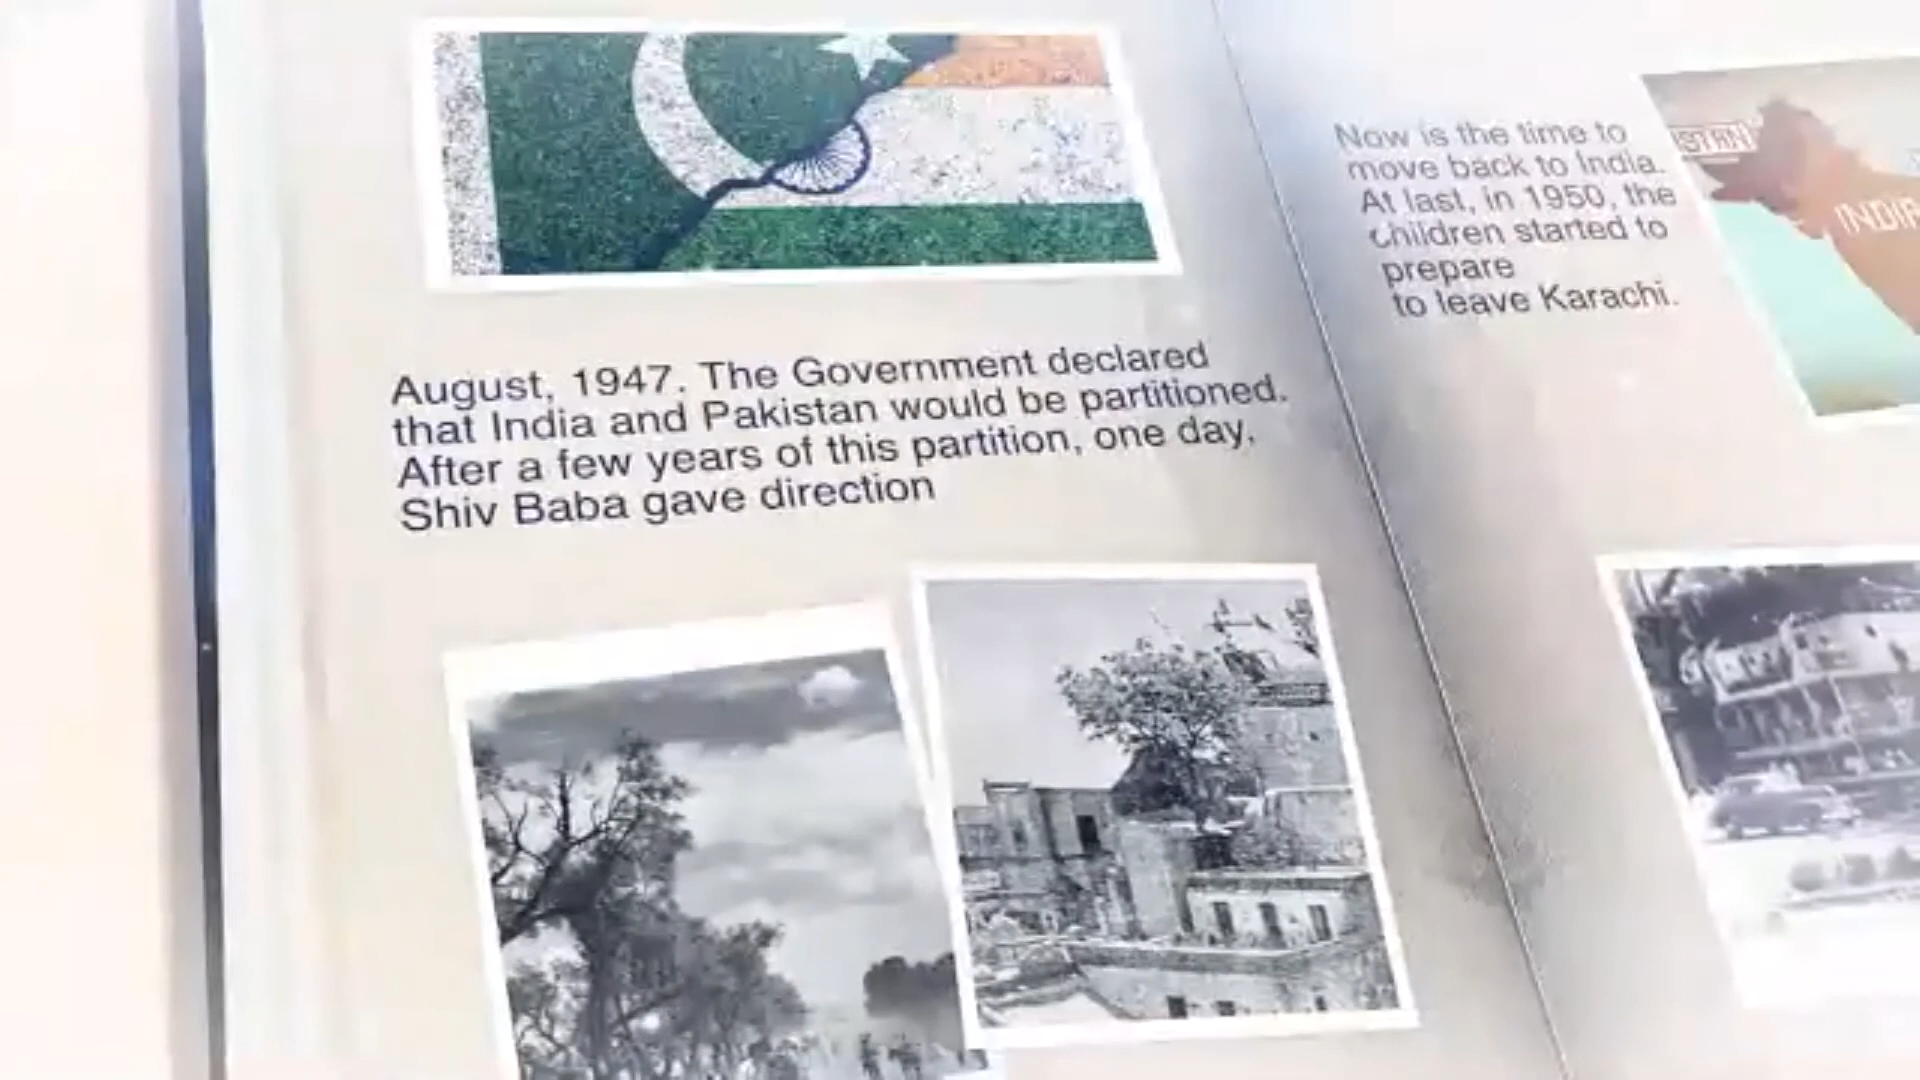 August, 1947. The Government declared
that India and Pakistan would be partitioned.
After a few years of this partition, one day,
Shiv Baba gave direction
Now is the time to
move back to India.
At last, in 1950, the
children started to
prepare
to leave Karachi.
ISTAN
INDIA